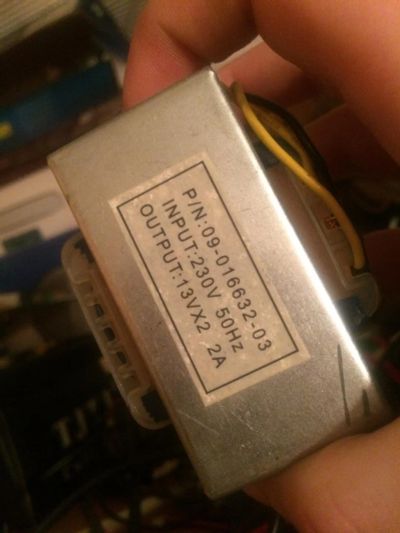 P/N:09-016632-03
INPUT:230V 50Hz
OUTPUT:13VX2 2A